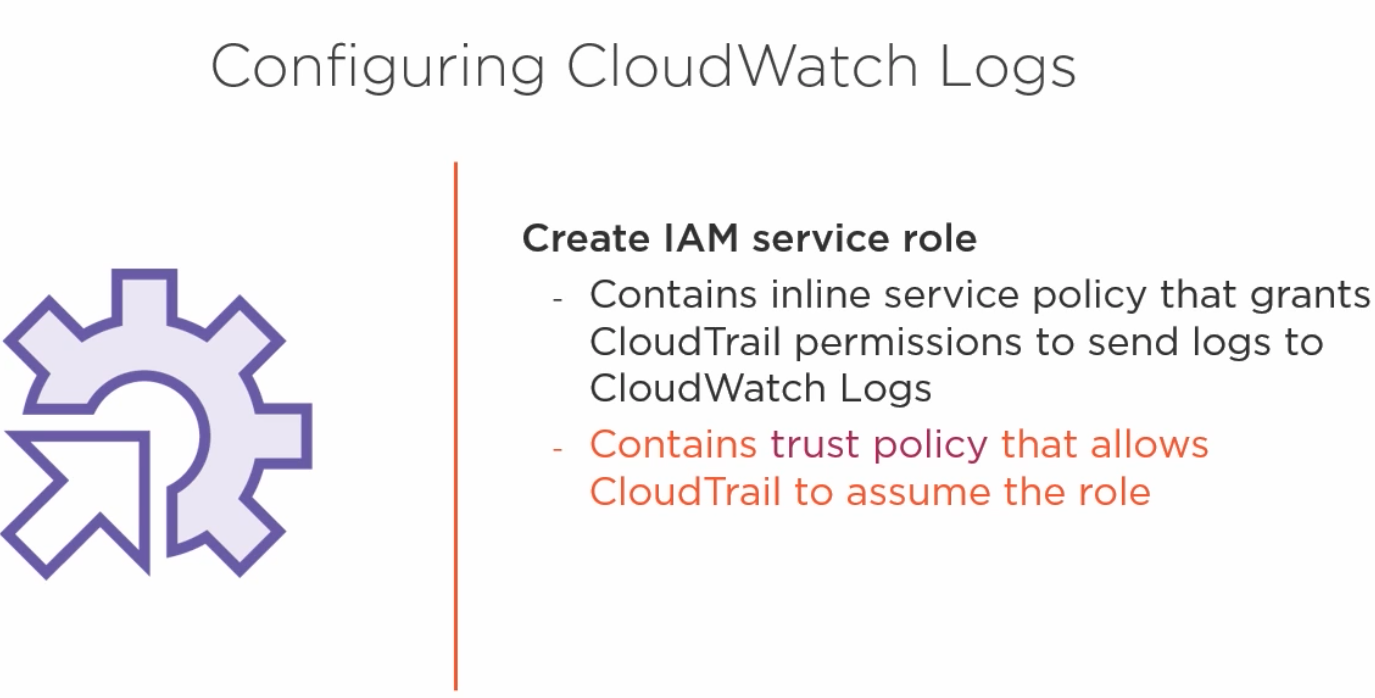 Configuring CloudWatch Logs
Create IAM service role
- Contains inline service policy that grants
CloudTrail permissions to send logs to
CloudWatch Logs
- Contains trust policy that allows
CloudTrail to assume the role